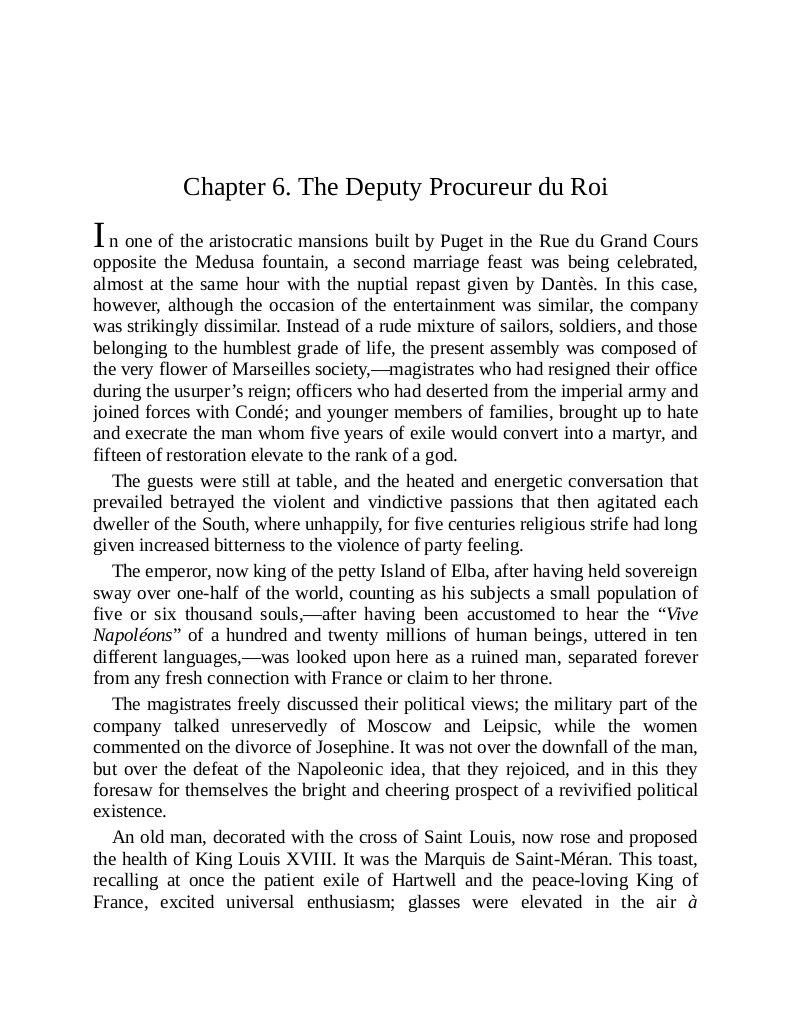 Chapter 6. The Deputy Procureur du Roi
In one of the aristocratic mansions built by Puget in the Rue du Grand Cours
opposite the Medusa fountain, a second marriage feast was being celebrated,
almost at the same hour with the nuptial repast given by Dantès. In this case,
however, although the occasion of the entertainment was similar, the company
was strikingly dissimilar. Instead of a rude mixture of sailors, soldiers, and those
belonging to the humblest grade of life, the present assembly was composed of
the very flower of Marseilles society,—magistrates who had resigned their office
during the usurper’s reign; officers who had deserted from the imperial army and
joined forces with Condé; and younger members of families, brought up to hate
and execrate the man whom five years of exile would convert into a martyr, and
fifteen of restoration elevate to the rank of a god.
The guests were still at table, and the heated and energetic conversation that
prevailed betrayed the violent and vindictive passions that then agitated each
dweller of the South, where unhappily, for five centuries religious strife had long
given increased bitterness to the violence of party feeling.
The emperor, now king of the petty Island of Elba, after having held sovereign
sway over one-half of the world, counting as his subjects a small population of
five or six thousand souls,—after having been accustomed to hear the “Vive
Napoléons” of a hundred and twenty millions of human beings, uttered in ten
different languages,—was looked upon here as a ruined man, separated forever
from any fresh connection with France or claim to her throne.
The magistrates freely discussed their political views; the military part of the
company talked unreservedly of Moscow and Leipsic, while the women
commented on the divorce of Josephine. It was not over the downfall of the man,
but over the defeat of the Napoleonic idea, that they rejoiced, and in this they
foresaw for themselves the bright and cheering prospect of a revivified political
existence.
An old man, decorated with the cross of Saint Louis, now rose and proposed
the health of King Louis XVIII. It was the Marquis de Saint-Méran. This toast,
recalling at once the patient exile of Hartwell and the peace-loving King of
France, excited universal enthusiasm; glasses were elevated in the air à